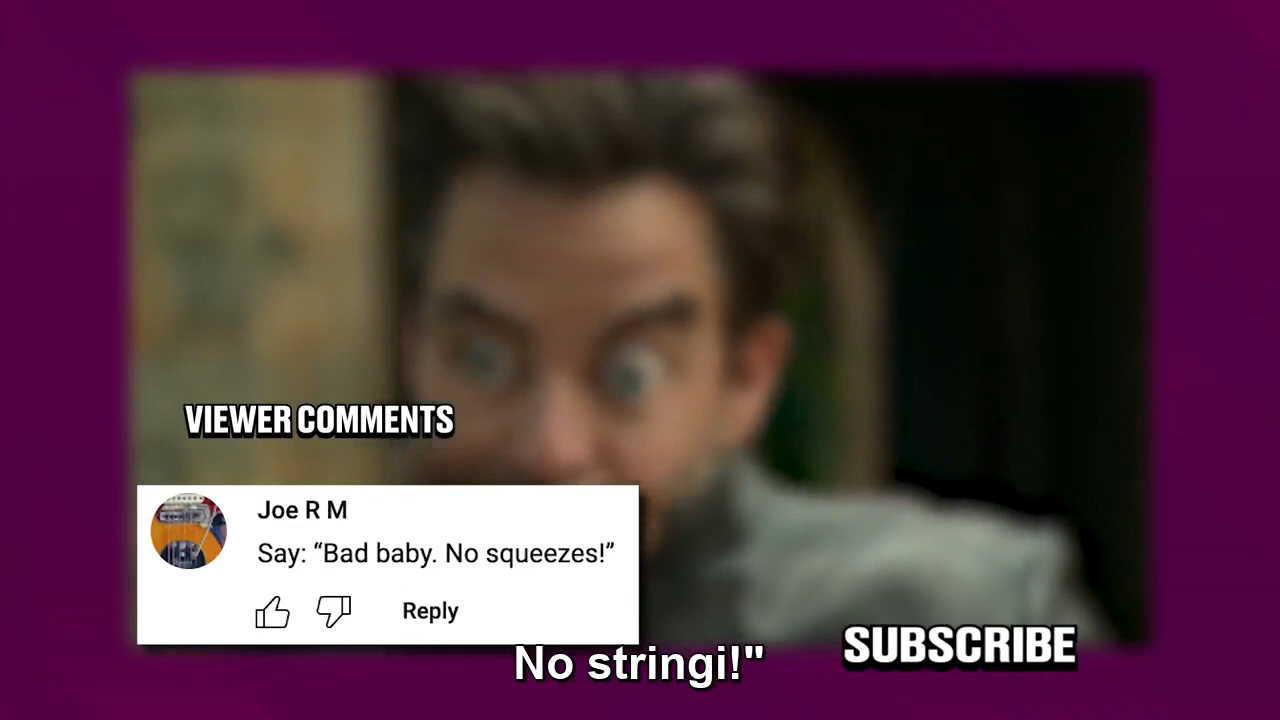 VIEWER COMMENTS
Joe R M
Say: “Bad baby. No squeezes!”
Reply
No stringi!"
SUBSCRIBE